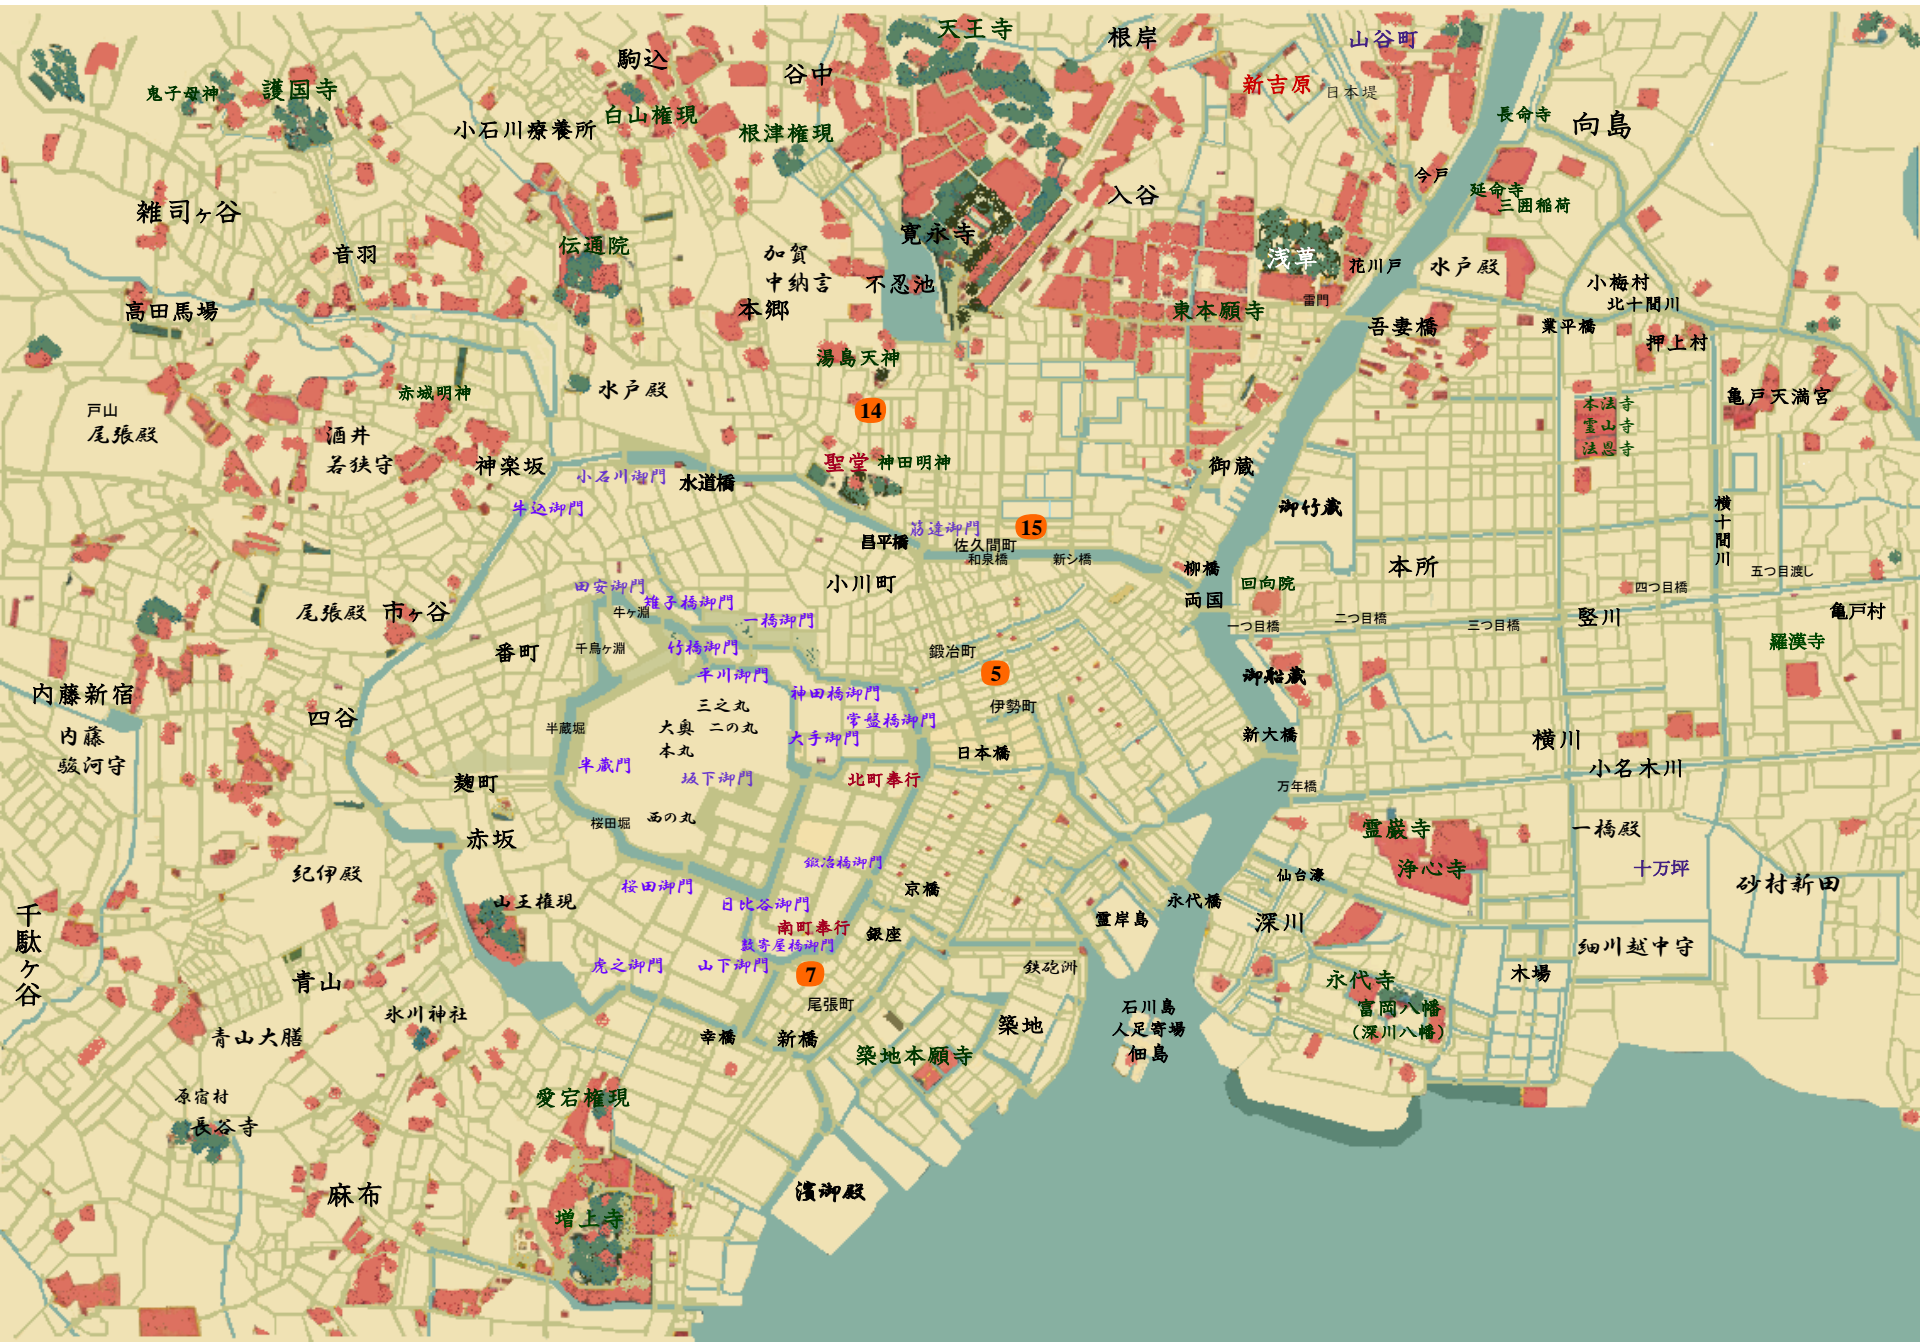 天王寺
根岸
山谷町
駒込
谷中
新吉原
日本堤
鬼子母神
護国寺
白山権現
小石川療養所
根津権現
長命寺
向島
今戸
延命寺
三囲稲荷
入谷
雑司ヶ谷
音羽
伝通院
加賀
中納言
本郷
寛永寺
不忍池
浅草
花川戸
水戸殿
小梅村
北十間川
東本願寺
雷門
吾妻橋
業平橋
押上村
高田馬場
湯島天神
水戸殿
赤城明神
戸山
尾張殿
酒井
若狭守
14
本法寺
霊山寺
法恩寺
亀戸天満宮
神楽坂
小石川御門
水道橋
聖堂
神田明神
御蔵
牛込御門
御竹蔵
横十間川
筋違御門
15
昌平橋
佐久間町
和泉橋
新シ橋
柳橋
回向院
本所
五つ目渡し
田安御門
雉子橋御門
牛ヶ淵
小川町
両国
四つ目橋
尾張殿
市ヶ谷
一橋御門
一つ目橋
二つ目橋
三つ目橋
竪川
亀戸村
番町
千鳥ヶ淵
竹橋御門
鍛冶町
羅漢寺
平川御門
5
御船蔵
内藤新宿
神田橋御門
四谷
三之丸
伊勢町
常盤橋御門
半蔵堀
大奥
二の丸
大手御門
新大橋
内藤
駿河守
本丸
日本橋
横川
半蔵門
坂下御門
北町奉行
小名木川
麹町
万年橋
桜田堀
西の丸
赤坂
霊巌寺
一橋殿
紀伊殿
鍛冶橋御門
浄心寺
十万坪
桜田御門
京橋
仙台濠
砂村新田
山王権現
日比谷御門
永代橋
千駄ヶ谷
南町奉行
銀座
霊岸島
深川
数寄屋橋御門
細川越中守
虎之御門
山下御門
7
鉄砲洲
木場
青山
永代寺
尾張町
石川島
人足寄場
佃島
富岡八幡
(深川八幡)
氷川神社
築地
青山大膳
幸橋
新橋
築地本願寺
原宿村
長谷寺
愛宕権現
麻布
濱御殿
増上寺